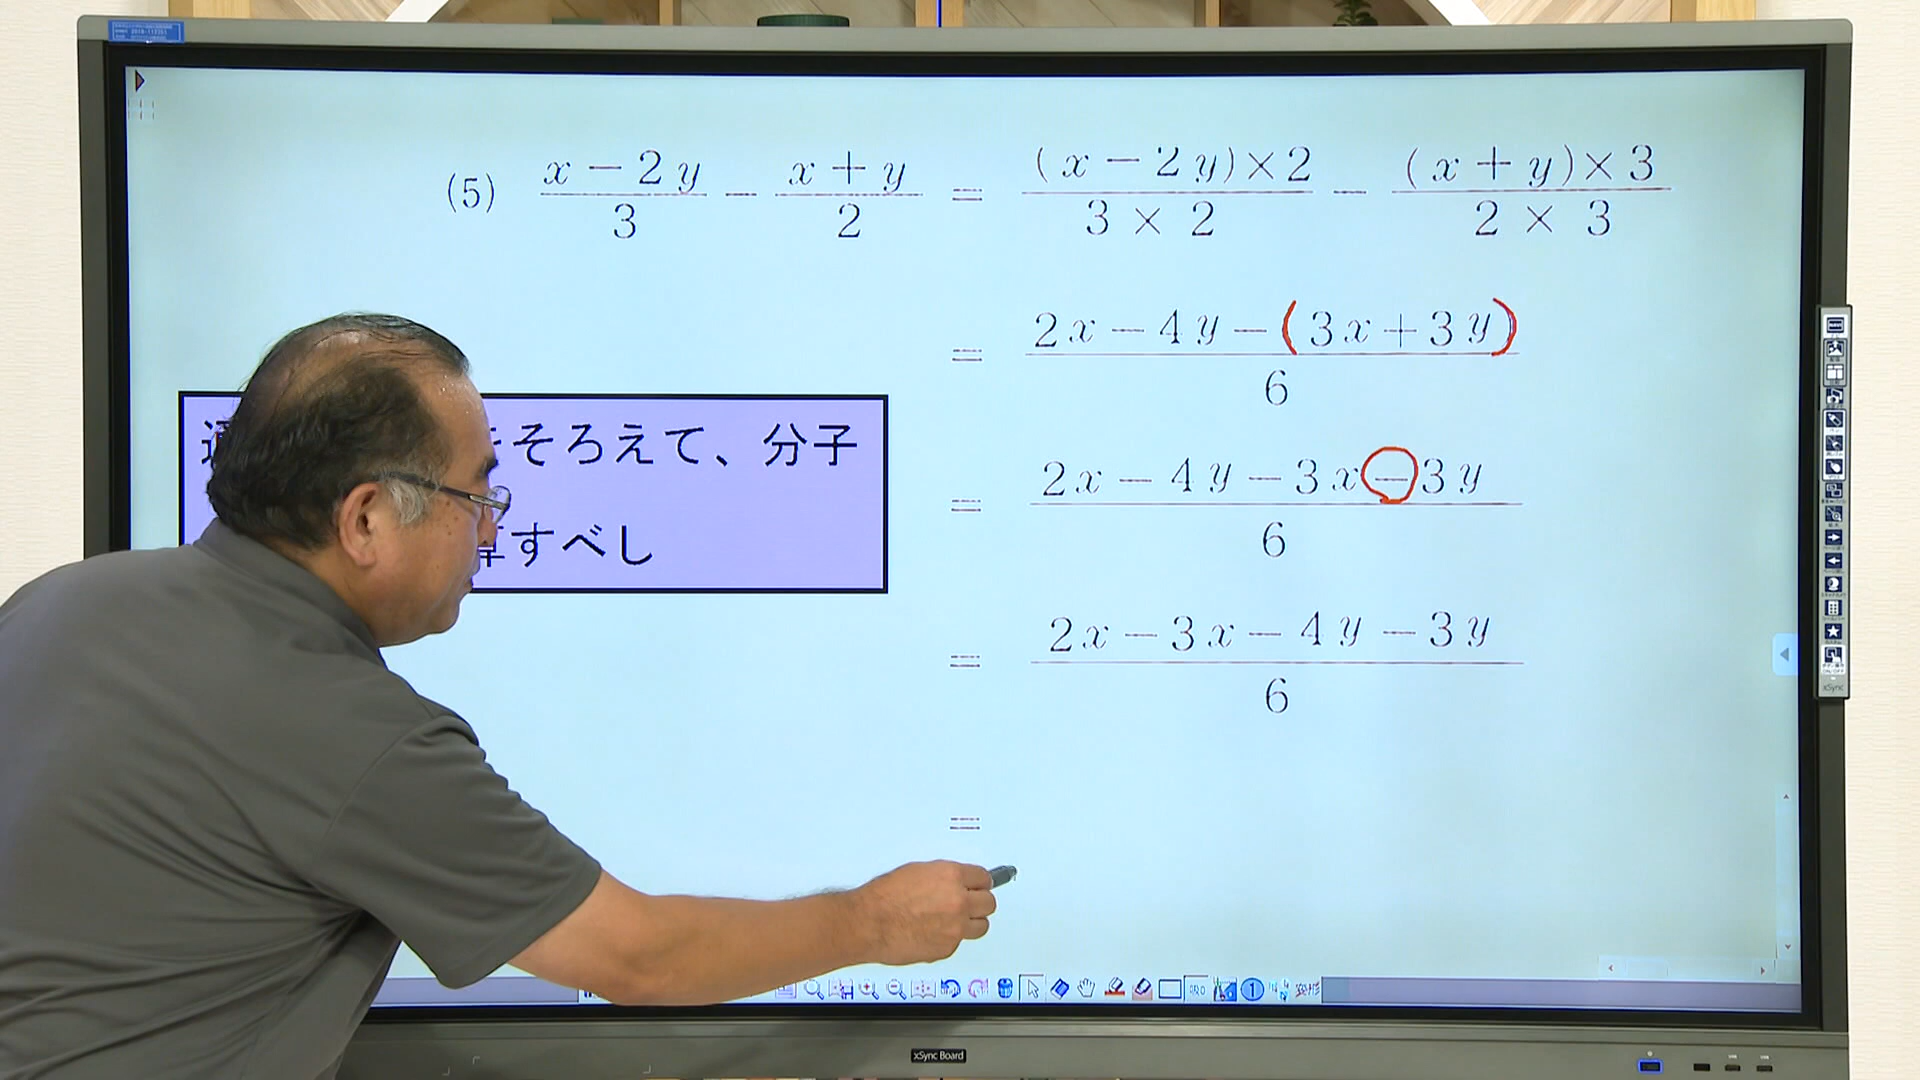 (5) x－2y/3 － x＋y/2 ＝ (x－2y)×2/3×2 － (x＋y)×3/2×3
＝ 2x－4y－(3x＋3y)/6
＝ 2x－4y－3x－3y/6
そろえて、分子
すべし
＝ 2x－3x－4y－3y/6
＝
xSync
xSync Board